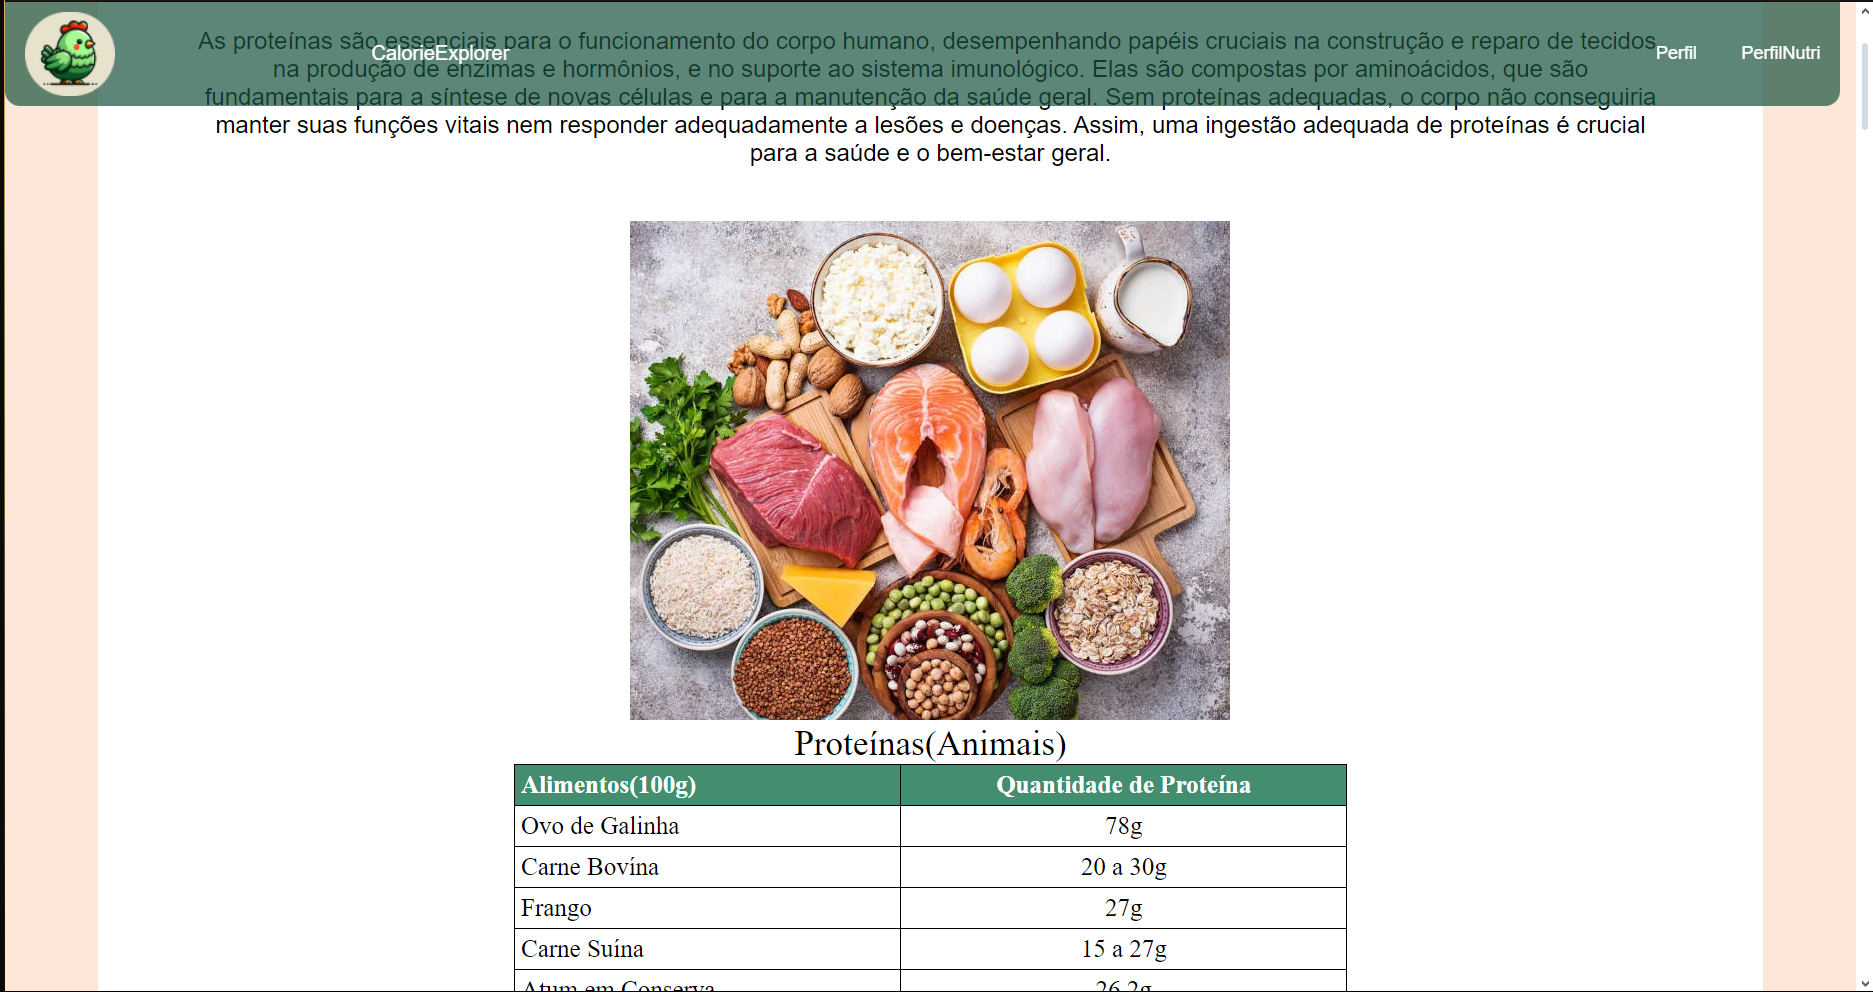 As proteínas são essenciais para o funcionamento do corpo humano, desempenhando papéis cruciais na construção e reparo de tecidos,
CalorieExplorer
Perfil
PerfilNutri
na produção de enzimas e hormônios, e no suporte ao sistema imunológico. Elas são compostas por aminoácidos, que são
fundamentais para a síntese de novas células e para a manutenção da saúde geral. Sem proteínas adequadas, o corpo não conseguiria
manter suas funções vitais nem responder adequadamente a lesões e doenças. Assim, uma ingestão adequada de proteínas é crucial
para a saúde e o bem-estar geral.
Proteínas(Animais)
Alimentos(100g) Quantidade de Proteína
Ovo de Galinha 78g
Carne Bovína 20 a 30g
Frango 27g
Carne Suína 15 a 27g
Atum em Conserva 26,2g